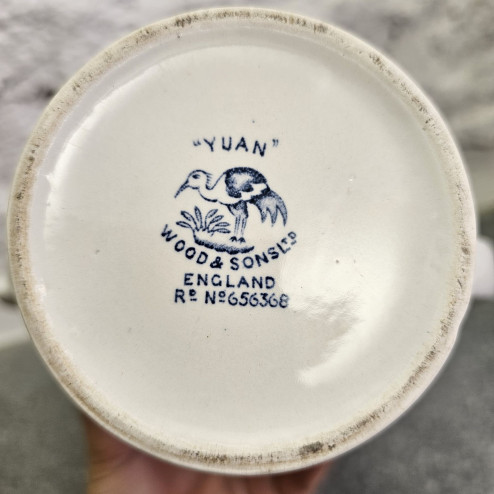 "YUAN"
WOOD & SONS LTD
ENGLAND
RD NO 656368